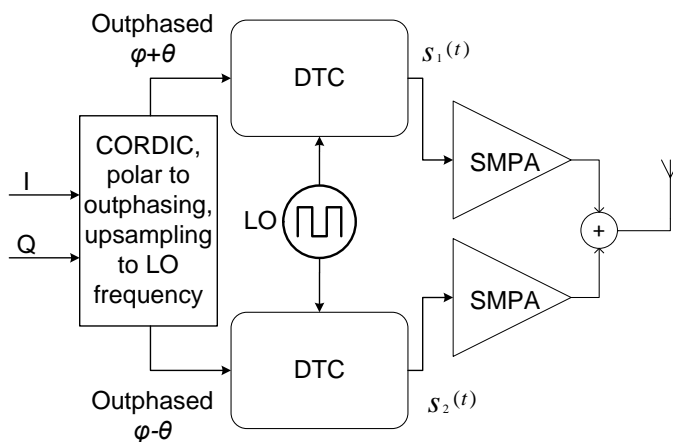 Outphased
φ+θ
DTC
S1(t)
CORDIC,
polar to
outphasing,
upsampling
to LO
frequency
I
Q
LO
SMPA
+
SMPA
DTC
S2(t)
Outphased
φ-θ